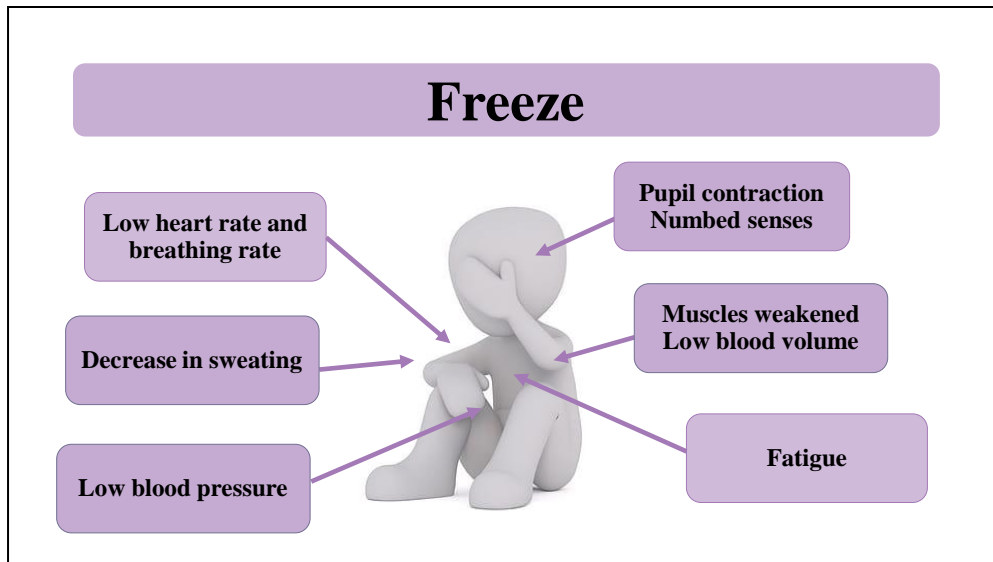 Freeze
Low heart rate and
breathing rate
Decrease in sweating
Low blood pressure
Pupil contraction
Numbed senses
Muscles weakened
Low blood volume
Fatigue